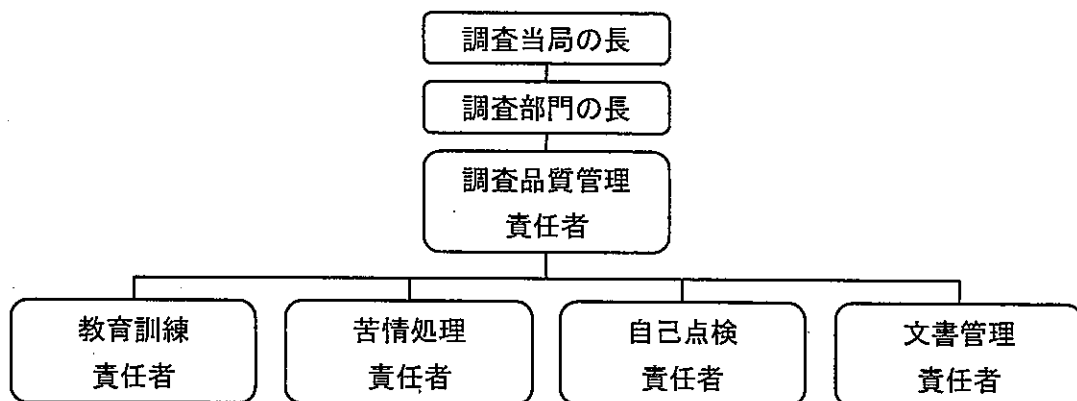 調査当局の長
調査部門の長
調査品質管理
責任者
教育訓練
責任者
苦情処理
責任者
自己点検
責任者
文書管理
責任者